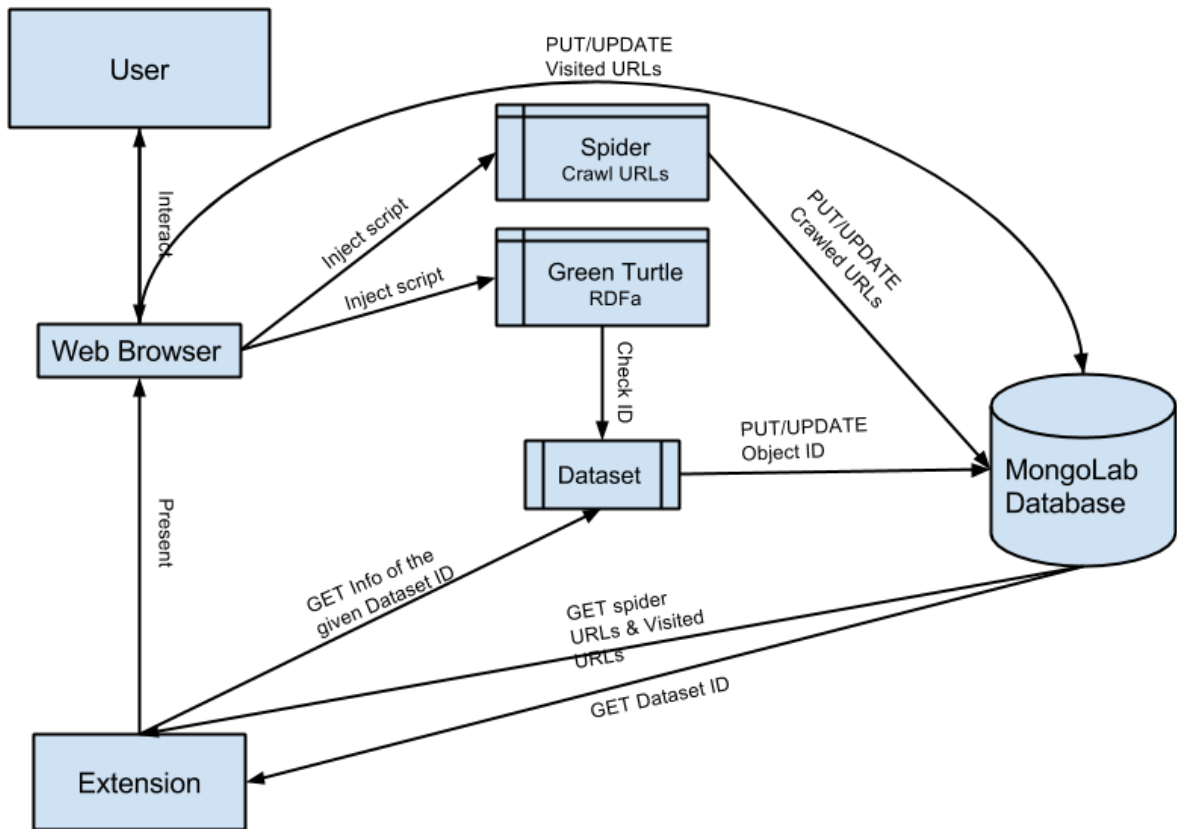 User
PUT/UPDATE
Visited URLs
Spider
Crawl URLs
Interact
Inject script
Inject script
PUT/UPDATE
Crawled URLs
Green Turtle
RDFa
Web Browser
Check ID
PUT/UPDATE
Object ID
Dataset
MongoLab
Database
Present
GET Info of the
given Dataset ID
GET spider
URLs & Visited
URLs
GET Dataset ID
Extension